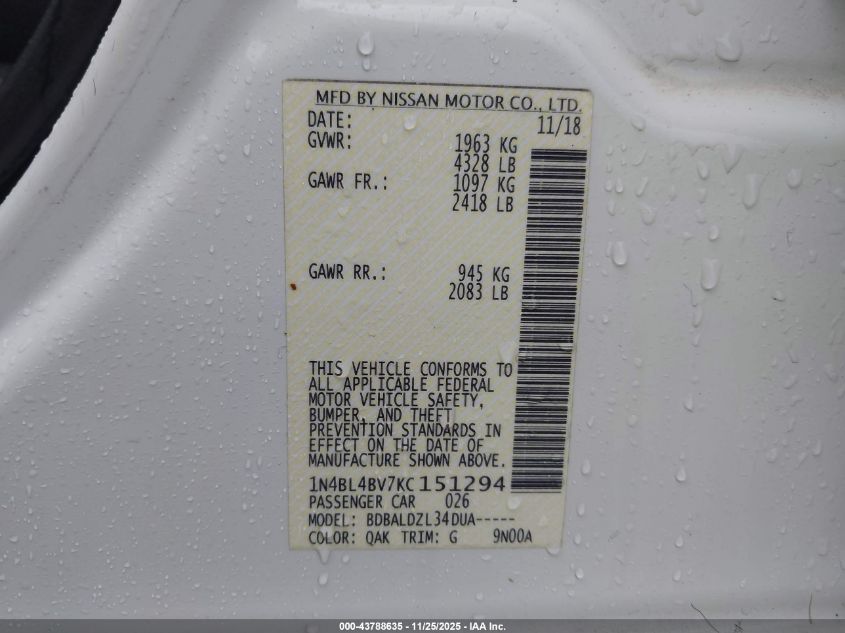 MFD BY NISSAN MOTOR CO., LTD.
DATE: 11/18
GVWR: 1963 KG
4328 LB
GAWR FR.: 1097 KG
2418 LB
GAWR RR.: 945 KG
2083 LB
THIS VEHICLE CONFORMS TO
ALL APPLICABLE FEDERAL
MOTOR VEHICLE SAFETY,
BUMPER, AND THEFT
PREVENTION STANDARDS IN
EFFECT ON THE DATE OF
MANUFACTURE SHOWN ABOVE.
1N4BL4BV7KC151294
PASSENGER CAR 026
MODEL: BDBALDZL34DUA-----
COLOR: QAK TRIM: G 9N00A
000-43788635 - 11/25/2025 - IAA Inc.